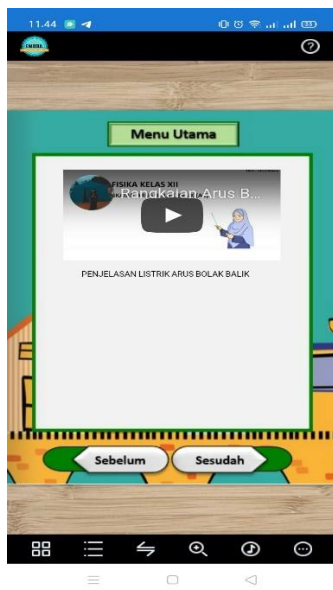 11.44
Menu Utama
FISIKA KELAS XII
Rangkaian Arus B...
PENJELASAN LISTRIK ARUS BOLAK BALIK
Sebelum
Sesudah